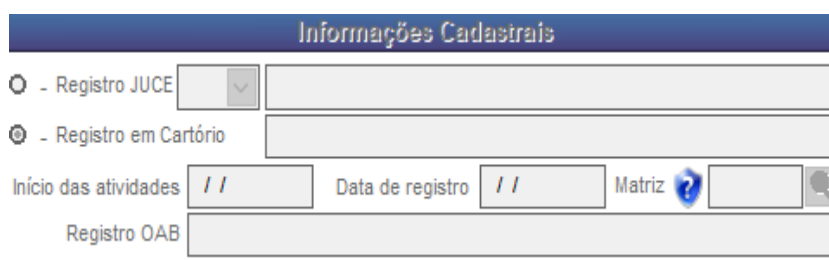 Informações Cadastrais
- Registro JUCE
- Registro em Cartório
Início das atividades / / Data de registro / / Matriz ?
Registro OAB